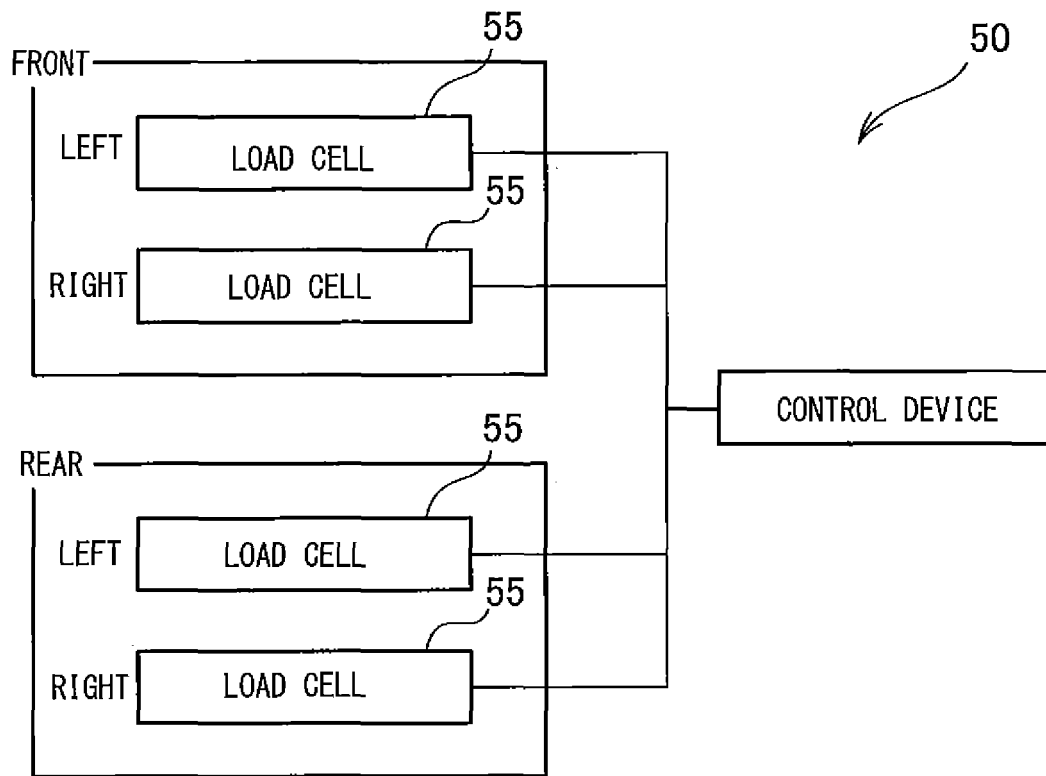 55
50
FRONT
LEFT
LOAD CELL
55
RIGHT
LOAD CELL
CONTROL DEVICE
55
REAR
LEFT
LOAD CELL
55
RIGHT
LOAD CELL